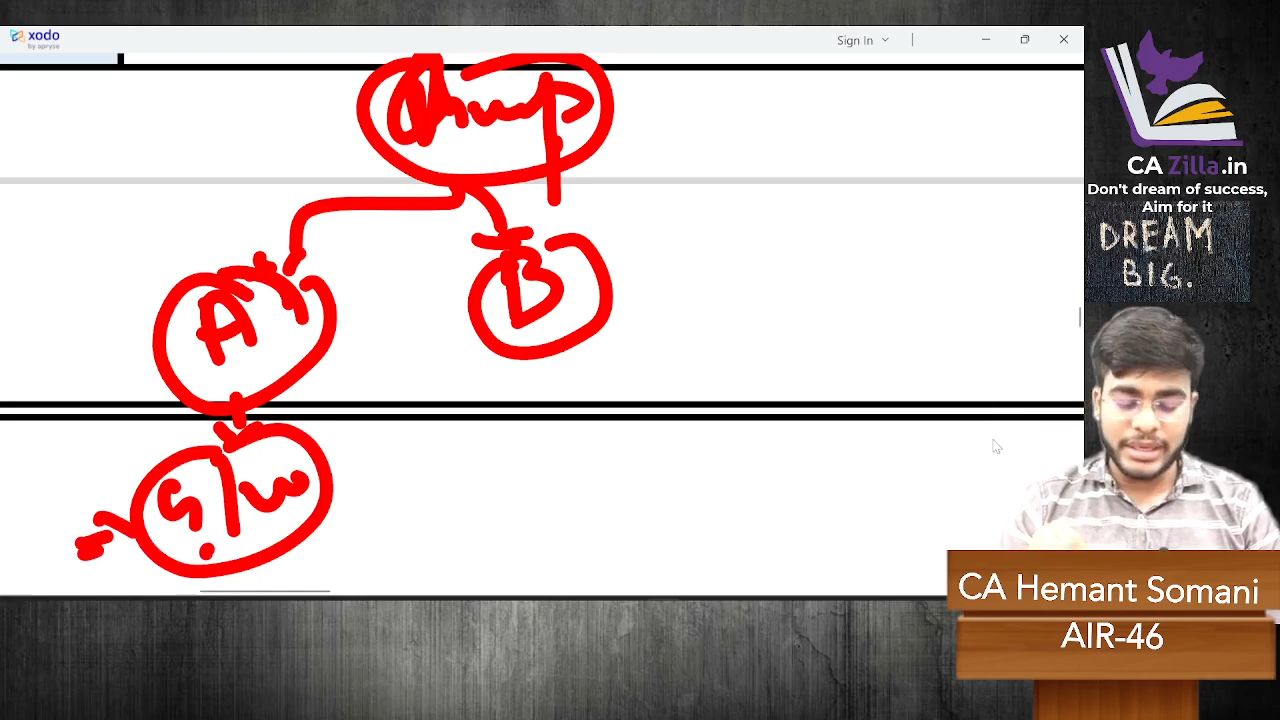 xodo
by apryse
Sign In
CA Zilla.in
Don't dream of success,
Aim for it
DREAM
BIG.
A
B
G/w
CA Hemant Somani
AIR-46